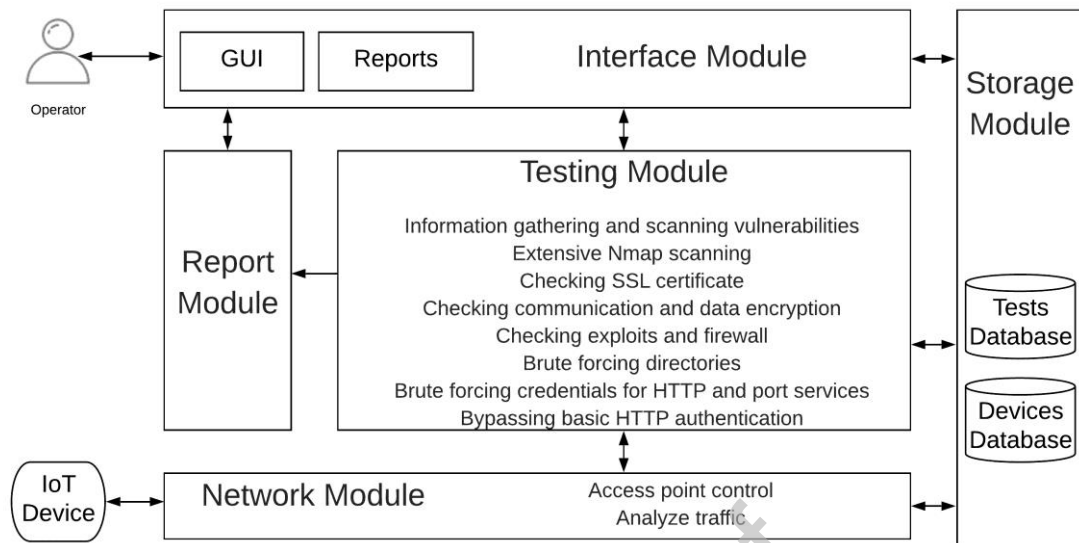 Operator
GUI
Reports
Interface Module
Storage
Module
Testing Module
Information gathering and scanning vulnerabilities
Extensive Nmap scanning
Checking SSL certificate
Checking communication and data encryption
Checking exploits and firewall
Brute forcing directories
Brute forcing credentials for HTTP and port services
Bypassing basic HTTP authentication
Report
Module
Tests
Database
Devices
Database
IoT
Device
Network Module
Access point control
Analyze traffic